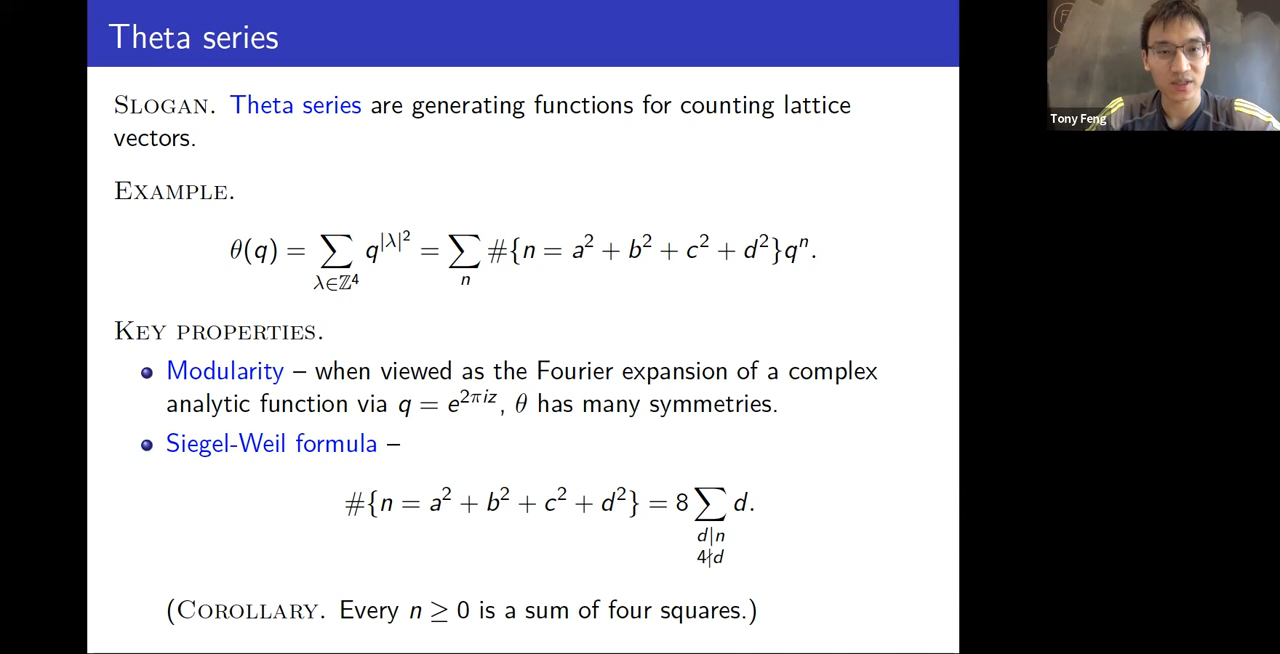 Theta series
SLOGAN. Theta series are generating functions for counting lattice
vectors.
EXAMPLE.
θ(q) = ∑_{λ∈ℤ⁴} q^{|λ|²} = ∑_n #{n = a² + b² + c² + d²}qⁿ.
KEY PROPERTIES.
Modularity – when viewed as the Fourier expansion of a complex
analytic function via q = e^{2πiz}, θ has many symmetries.
Siegel-Weil formula –
#{n = a² + b² + c² + d²} = 8 ∑_{d|n, 4∤d} d.
(COROLLARY. Every n ≥ 0 is a sum of four squares.)
Tony Feng